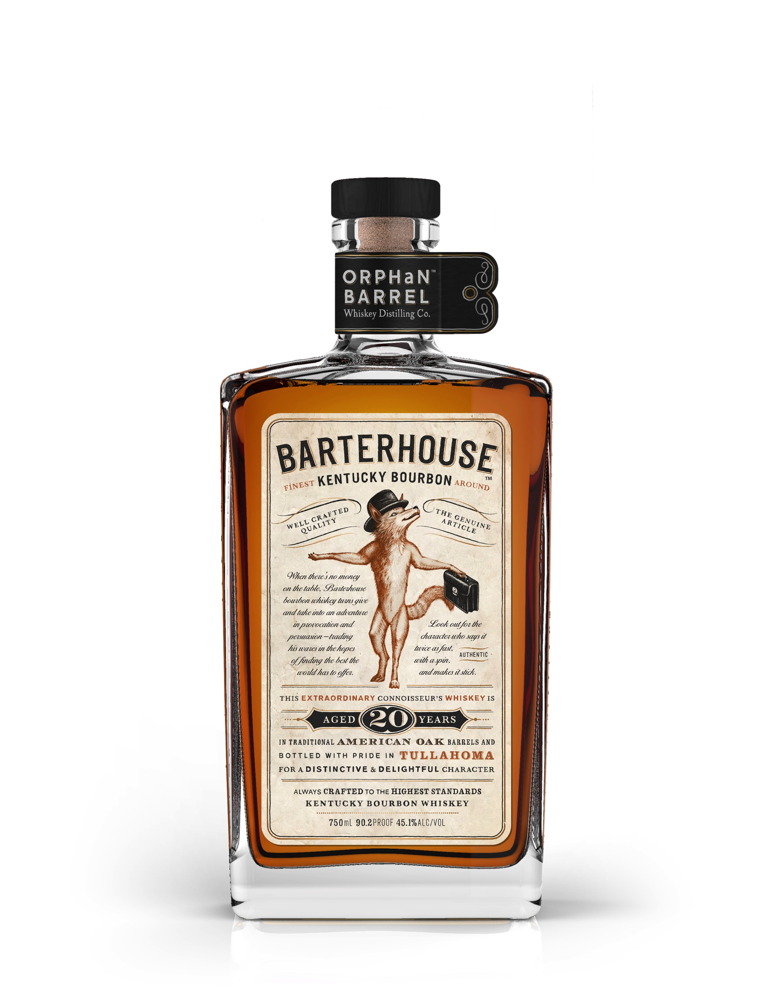 ORPHaN™
BARREL
Whiskey Distilling Co.
BARTERHOUSE™
FINEST KENTUCKY BOURBON AROUND
WELL CRAFTED
QUALITY
THE GENUINE
ARTICLE
When there's no money
on the table, Barterhouse
bourbon whiskey turns give
and take into an adventure
in provocation and
persuasion—trading
his wares in the hopes
of finding the best the
world has to offer.
Look out for the
character who says it
twice as fast,
with a spin,
and makes it stick.
AUTHENTIC
THIS EXTRAORDINARY CONNOISSEUR'S WHISKEY IS
AGED 20 YEARS
IN TRADITIONAL AMERICAN OAK BARRELS AND
BOTTLED WITH PRIDE IN TULLAHOMA
FOR A DISTINCTIVE & DELIGHTFUL CHARACTER
ALWAYS CRAFTED TO THE HIGHEST STANDARDS
KENTUCKY BOURBON WHISKEY
750mL 90.2PROOF 45.1%ALC/VOL